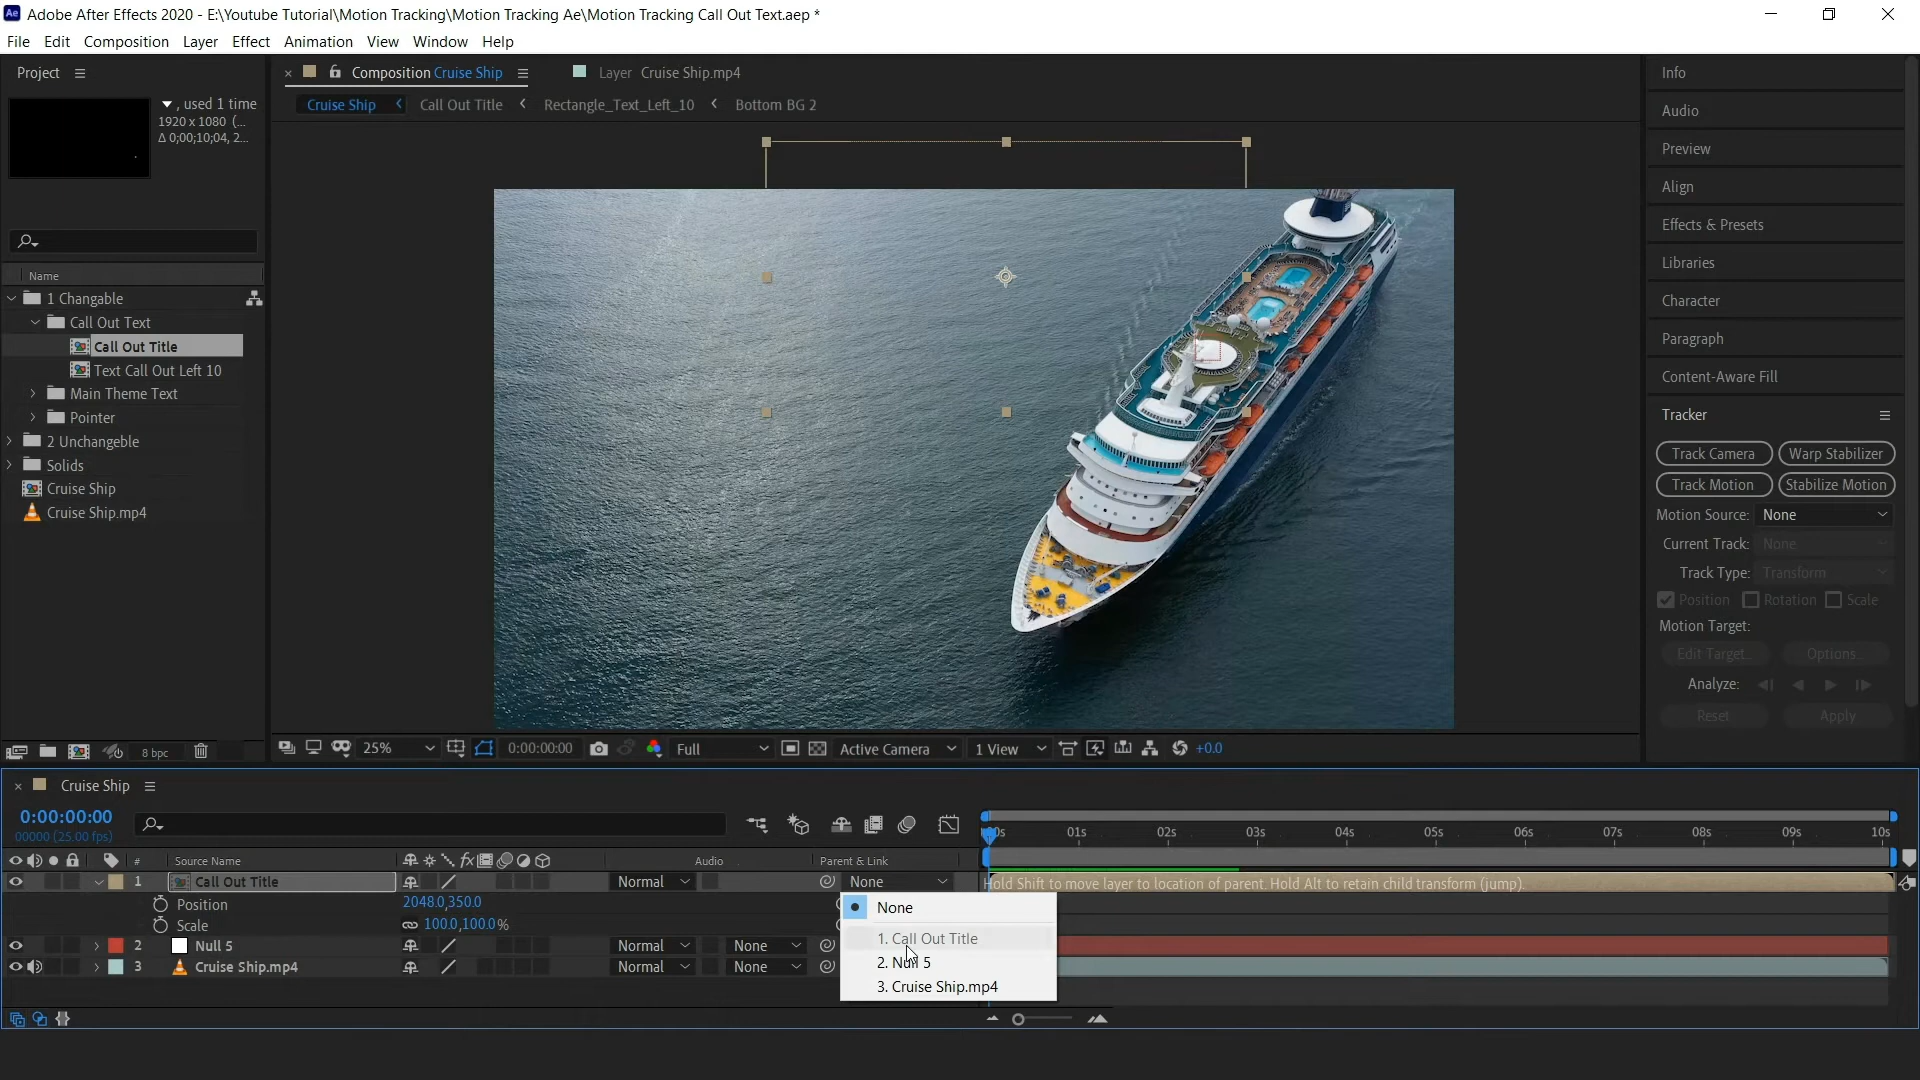 Adobe After Effects 2020 - E:\Youtube Tutorial\Motion Tracking\Motion Tracking Ae\Motion Tracking Call Out Text.aep *
File Edit Composition Layer Effect Animation View Window Help
Project
, used 1 time
1920 x 1080 (...
Δ 0;00;10;04, 2...
Name
1 Changable
Call Out Text
Call Out Title
Text Call Out Left 10
Main Theme Text
Pointer
2 Unchangeble
Solids
Cruise Ship
Cruise Ship.mp4
8 bpc
Composition Cruise Ship
Layer Cruise Ship.mp4
Cruise Ship < Call Out Title < Rectangle_Text_Left_10 < Bottom BG 2
25% 0:00:00:00 Full Active Camera 1 View +0.0
Info
Audio
Preview
Align
Effects & Presets
Libraries
Character
Paragraph
Content-Aware Fill
Tracker
Track Camera Warp Stabilizer
Track Motion Stabilize Motion
Motion Source: None
Current Track: None
Track Type: Transform
Position Rotation Scale
Motion Target:
Edit Target... Options...
Analyze:
Reset Apply
Cruise Ship
0:00:00:00
00000 (25.00 fps)
# Source Name Audio Parent & Link
1 Call Out Title Normal None
Position 2048.0,350.0
Scale 100.0,100.0%
2 Null 5 Normal None
3 Cruise Ship.mp4 Normal None
None
1. Call Out Title
2. Null 5
3. Cruise Ship.mp4
01s 02s 03s 04s 05s 06s 07s 08s 09s 10s
Hold Shift to move layer to location of parent. Hold Alt to retain child transform (jump).